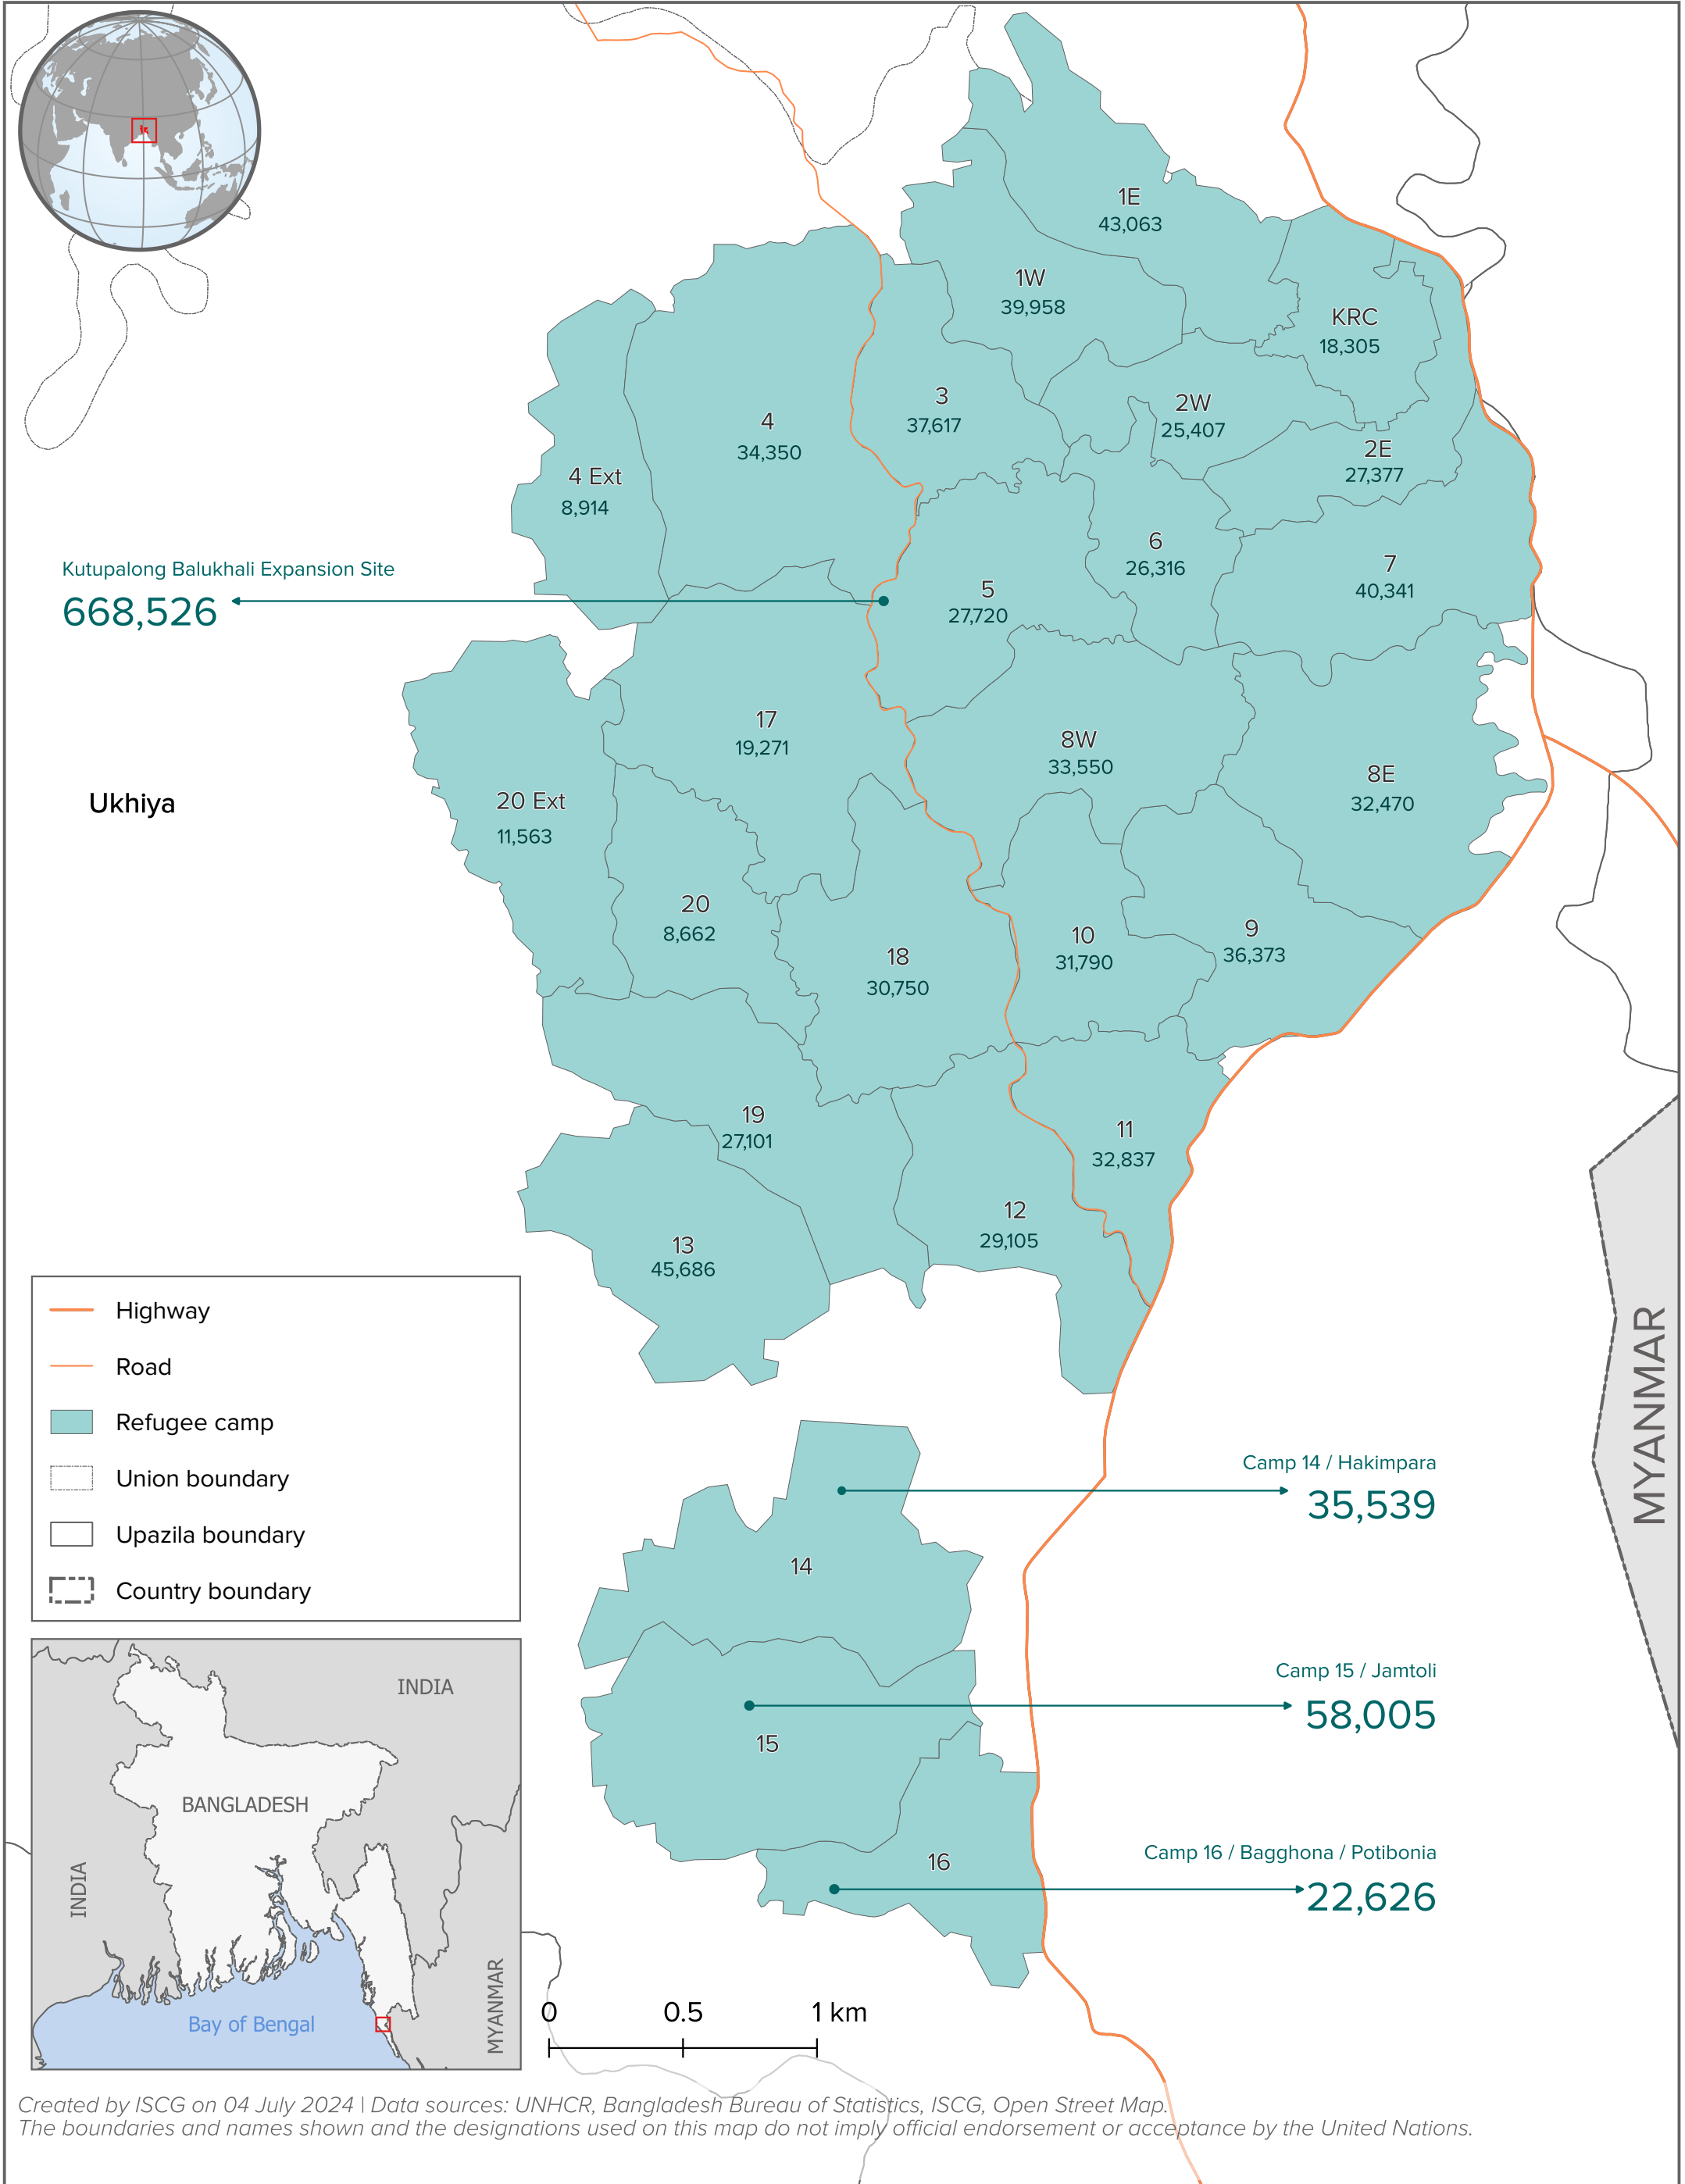 1E
43,063
1W
39,958
KRC
18,305
3
37,617
2W
25,407
4
34,350
2E
27,377
4 Ext
8,914
6
26,316
7
40,341
5
27,720
Kutupalong Balukhali Expansion Site
668,526
17
19,271
8W
33,550
8E
32,470
Ukhiya
20 Ext
11,563
20
8,662
18
30,750
10
31,790
9
36,373
19
27,101
11
32,837
12
29,105
13
45,686
MYANMAR
Highway
Road
Refugee camp
Union boundary
Upazila boundary
Country boundary
Camp 14 / Hakimpara
35,539
14
Camp 15 / Jamtoli
58,005
15
Camp 16 / Bagghona / Potibonia
22,626
16
INDIA
BANGLADESH
INDIA
MYANMAR
Bay of Bengal
0 0.5 1 km
Created by ISCG on 04 July 2024 | Data sources: UNHCR, Bangladesh Bureau of Statistics, ISCG, Open Street Map.
The boundaries and names shown and the designations used on this map do not imply official endorsement or acceptance by the United Nations.